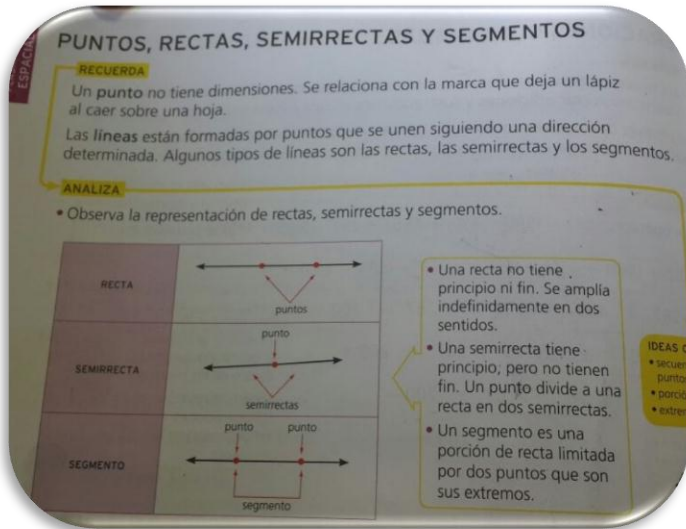 ESPACIAL
PUNTOS, RECTAS, SEMIRRECTAS Y SEGMENTOS
RECUERDA
Un punto no tiene dimensiones. Se relaciona con la marca que deja un lápiz
al caer sobre una hoja.
Las líneas están formadas por puntos que se unen siguiendo una dirección
determinada. Algunos tipos de líneas son las rectas, las semirrectas y los segmentos.
ANALIZA
• Observa la representación de rectas, semirrectas y segmentos.
RECTA
puntos
SEMIRRECTA
punto
semirrectas
SEGMENTO
punto punto
segmento
• Una recta no tiene
principio ni fin. Se amplía
indefinidamente en dos
sentidos.
• Una semirrecta tiene
principio, pero no tienen
fin. Un punto divide a una
recta en dos semirrectas.
• Un segmento es una
porción de recta limitada
por dos puntos que son
sus extremos.
IDEAS